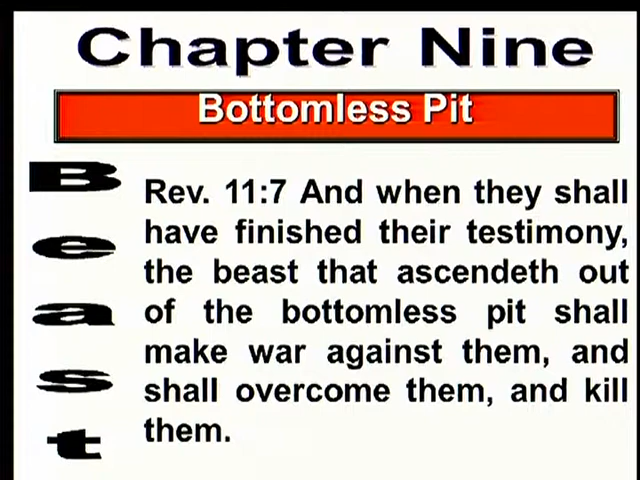 Chapter Nine
Bottomless Pit
Beast
Rev. 11:7 And when they shall
have finished their testimony,
the beast that ascendeth out
of the bottomless pit shall
make war against them, and
shall overcome them, and kill
them.